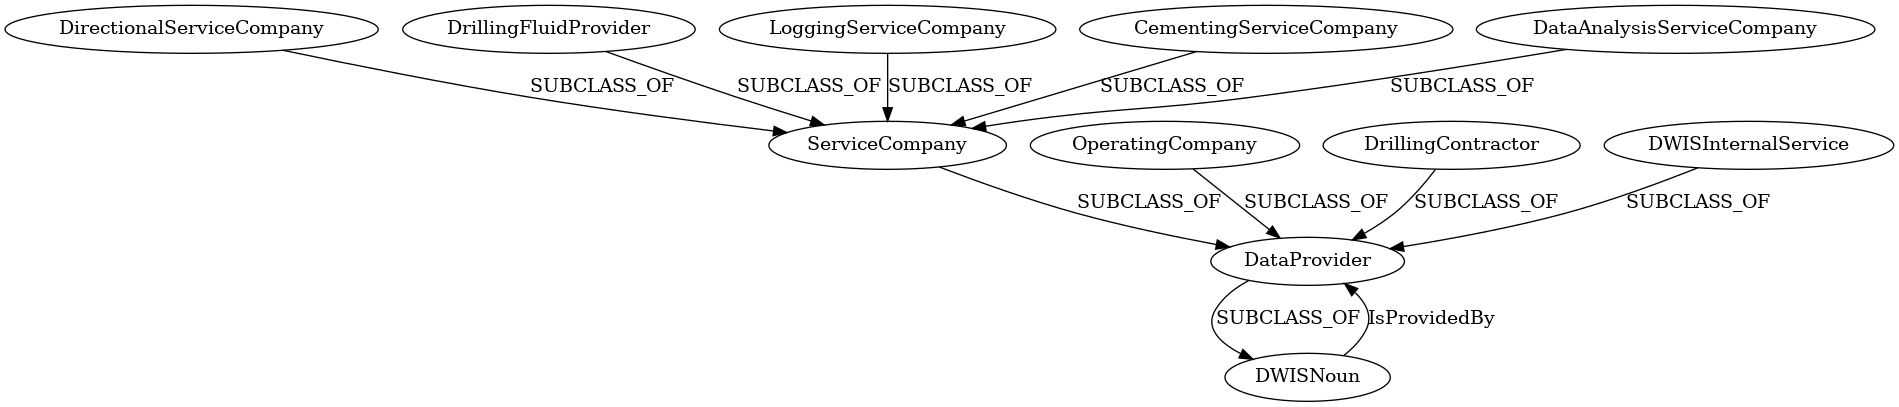 DirectionalServiceCompany
DrillingFluidProvider
LoggingServiceCompany
CementingServiceCompany
DataAnalysisServiceCompany
SUBCLASS_OF
SUBCLASS_OF
SUBCLASS_OF
SUBCLASS_OF
SUBCLASS_OF
ServiceCompany
OperatingCompany
DrillingContractor
DWISInternalService
SUBCLASS_OF
SUBCLASS_OF
SUBCLASS_OF
SUBCLASS_OF
DataProvider
SUBCLASS_OF
IsProvidedBy
DWISNoun